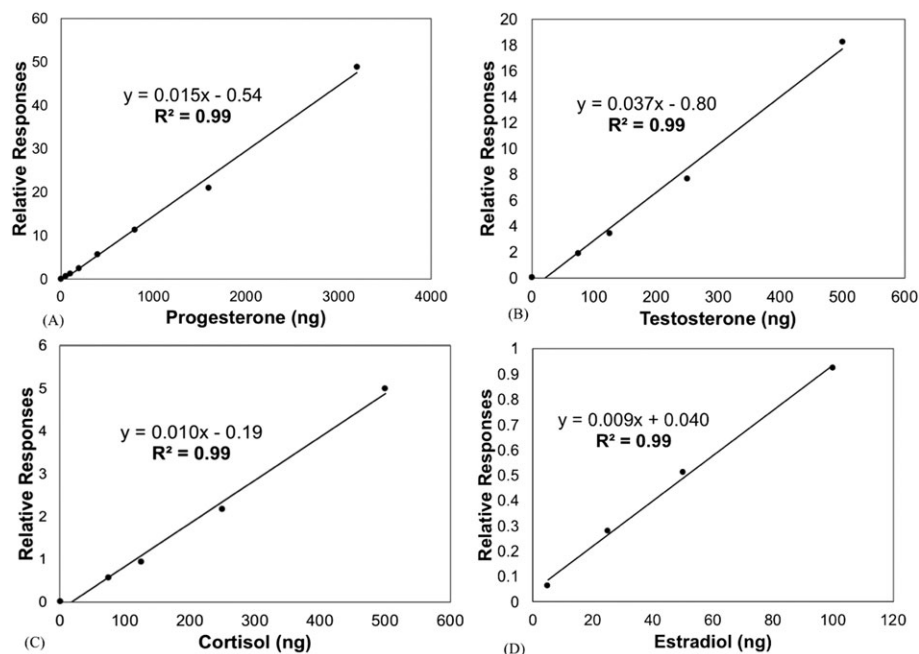 60
50
40
30
20
10
0
Relative Responses
y = 0.015x - 0.54
R² = 0.99
0 1000 2000 3000 4000
(A) Progesterone (ng)
20
18
16
14
12
10
8
6
4
2
0
Relative Responses
y = 0.037x - 0.80
R² = 0.99
0 100 200 300 400 500 600
(B) Testosterone (ng)
6
5
4
3
2
1
0
Relative Responses
y = 0.010x - 0.19
R² = 0.99
0 100 200 300 400 500 600
(C) Cortisol (ng)
1
0.9
0.8
0.7
0.6
0.5
0.4
0.3
0.2
0.1
0
Relative Responses
y = 0.009x + 0.040
R² = 0.99
0 20 40 60 80 100 120
(D) Estradiol (ng)